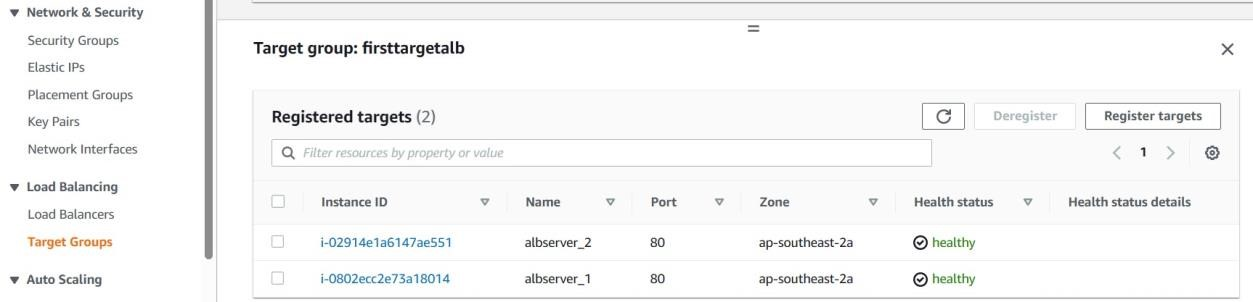 Network & Security
Security Groups
Elastic IPs
Placement Groups
Key Pairs
Network Interfaces
Load Balancing
Load Balancers
Target Groups
Auto Scaling
Target group: firsttargetalb
Registered targets (2)
Deregister
Register targets
Filter resources by property or value
1
Instance ID Name Port Zone Health status Health status details
i-02914e1a6147ae551 albserver_2 80 ap-southeast-2a healthy
i-0802ecc2e73a18014 albserver_1 80 ap-southeast-2a healthy